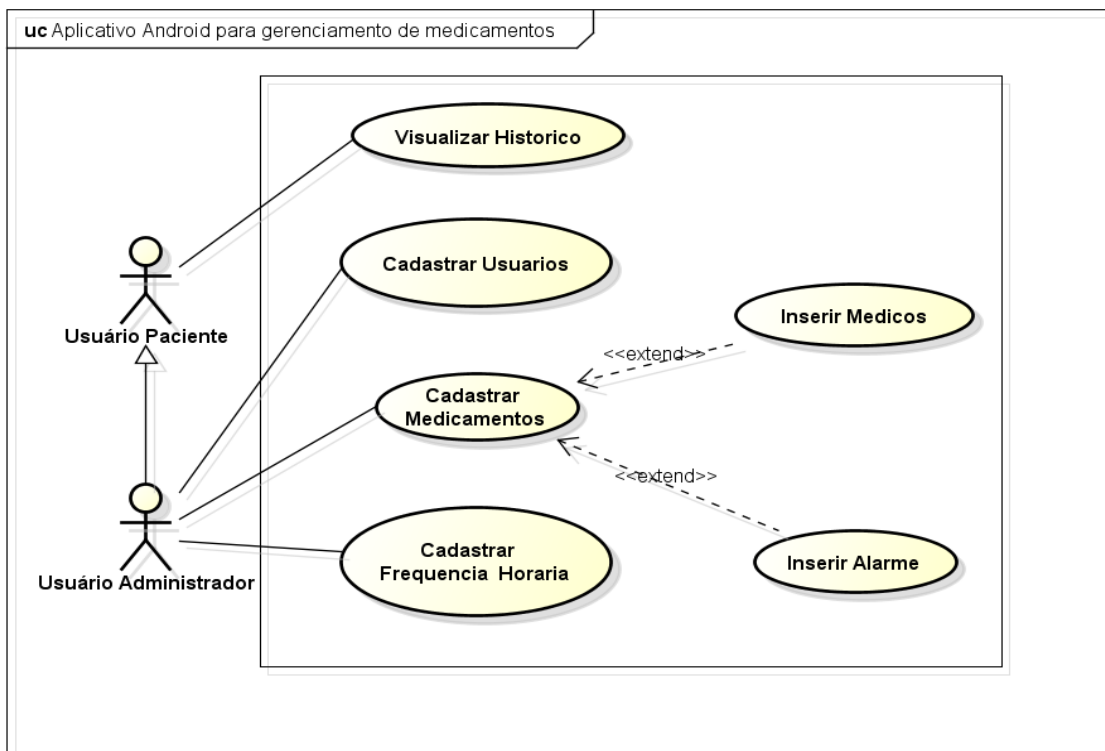 uc Aplicativo Android para gerenciamento de medicamentos
Visualizar Historico
Cadastrar Usuarios
Usuário Paciente
Inserir Medicos
<<extend>>
Cadastrar
Medicamentos
<<extend>>
Cadastrar
Frequencia Horaria
Inserir Alarme
Usuário Administrador